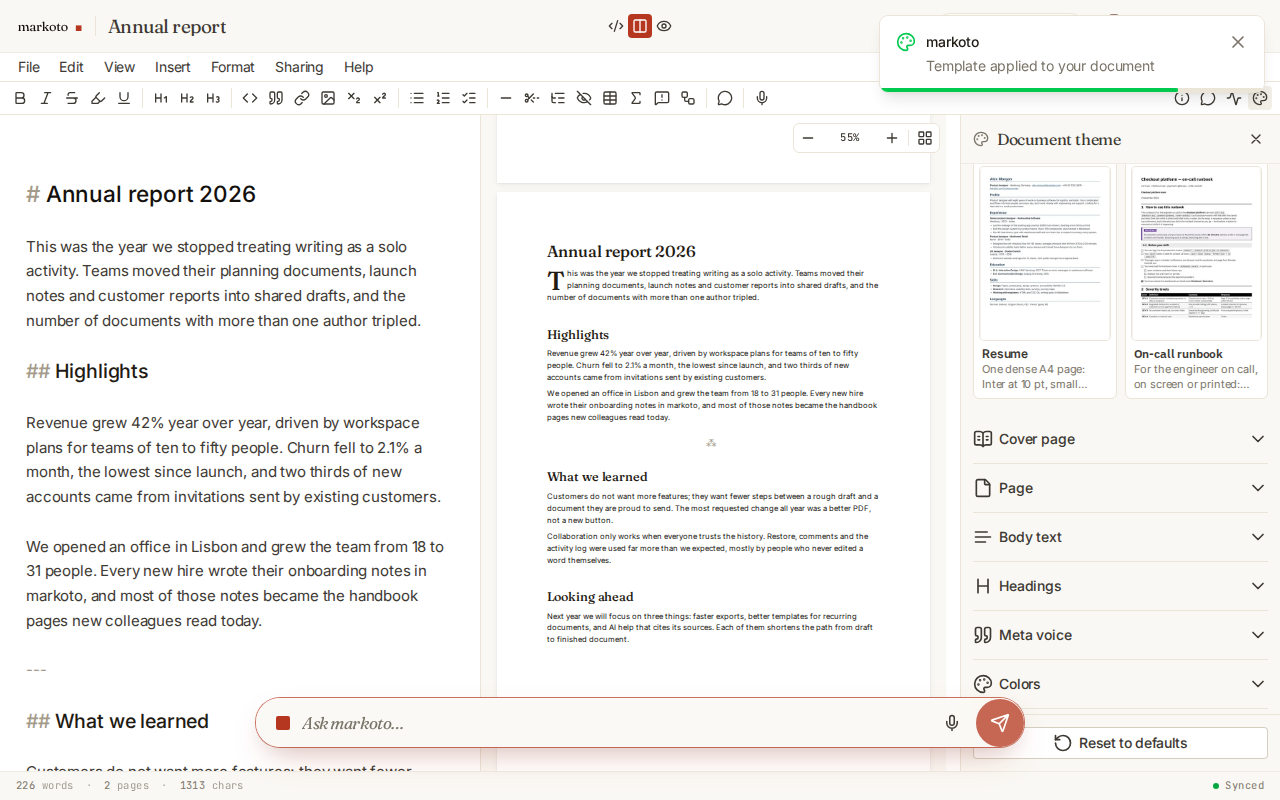 markoto
Annual report
markoto
Template applied to your document
File Edit View Insert Format Sharing Help
H1 H2 H3
55%
Document theme
# Annual report 2026
This was the year we stopped treating writing as a solo
activity. Teams moved their planning documents, launch
notes and customer reports into shared drafts, and the
number of documents with more than one author tripled.
## Highlights
Revenue grew 42% year over year, driven by workspace
plans for teams of ten to fifty people. Churn fell to 2.1% a
month, the lowest since launch, and two thirds of new
accounts came from invitations sent by existing customers.
We opened an office in Lisbon and grew the team from 18 to
31 people. Every new hire wrote their onboarding notes in
markoto, and most of those notes became the handbook
pages new colleagues read today.
---
## What we learned
Customers do not want more features; they want fewer
Annual report 2026
This was the year we stopped treating writing as a solo activity. Teams moved their
planning documents, launch notes and customer reports into shared drafts, and the
number of documents with more than one author tripled.
Highlights
Revenue grew 42% year over year, driven by workspace plans for teams of ten to fifty
people. Churn fell to 2.1% a month, the lowest since launch, and two thirds of new
accounts came from invitations sent by existing customers.
We opened an office in Lisbon and grew the team from 18 to 31 people. Every new hire
wrote their onboarding notes in markoto, and most of those notes became the handbook
pages new colleagues read today.
What we learned
Customers do not want more features; they want fewer steps between a rough draft and a
document they are proud to send. The most requested change all year was a better PDF,
not a new button.
Collaboration only works when everyone trusts the history. Restore, comments and the
activity log were used far more than we expected, mostly by people who never edited a
word themselves.
Looking ahead
Next year we will focus on three things: faster exports, better templates for recurring
documents, and AI help that cites its sources. Each of them shortens the path from draft
to finished document.
Alex Morgan
Checkout platform — on-call runbook
Resume
One dense A4 page:
Inter at 10 pt, small...
On-call runbook
For the engineer on call,
on screen or printed:...
Cover page
Page
Body text
Headings
Meta voice
Colors
Reset to defaults
Ask markoto...
226 words · 2 pages · 1313 chars
Synced